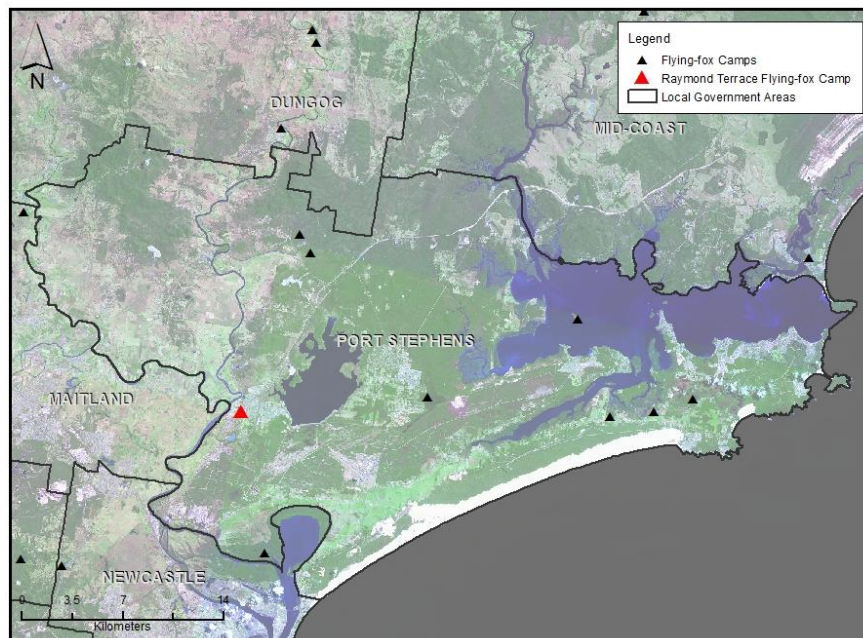 Legend
Flying-fox Camps
Raymond Terrace Flying-fox Camp
Local Government Areas
N
DUNGOG
MID-COAST
PORT STEPHENS
MAITLAND
NEWCASTLE
0 3.5 7 14
Kilometers